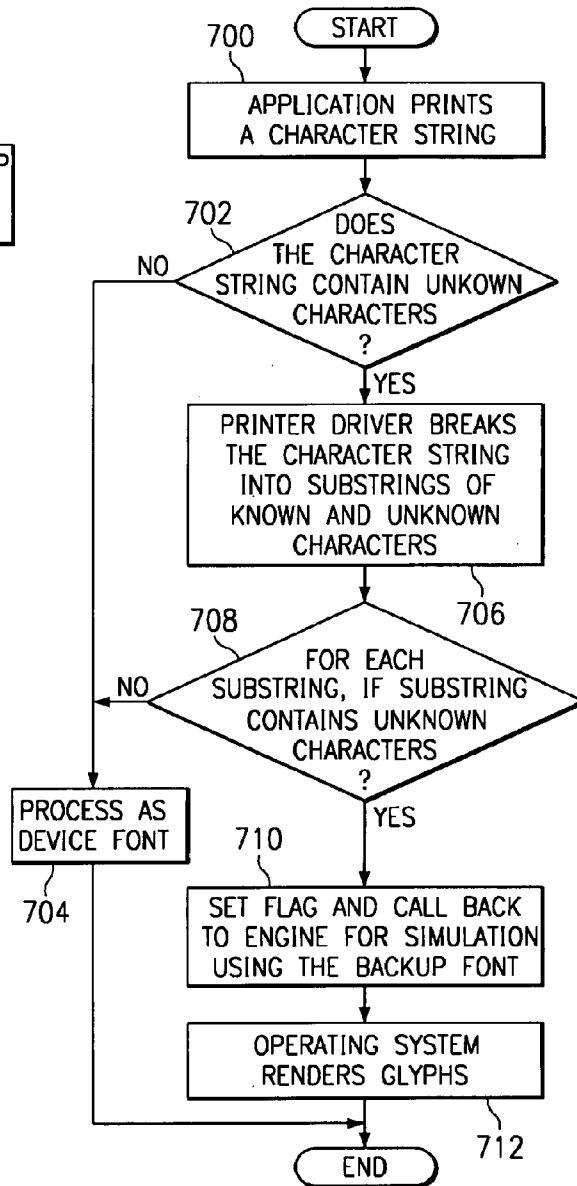 START
700
APPLICATION PRINTS
A CHARACTER STRING
702
DOES
THE CHARACTER
STRING CONTAIN UNKOWN
CHARACTERS
?
NO
YES
PRINTER DRIVER BREAKS
THE CHARACTER STRING
INTO SUBSTRINGS OF
KNOWN AND UNKNOWN
CHARACTERS
706
708
FOR EACH
SUBSTRING, IF SUBSTRING
CONTAINS UNKNOWN
CHARACTERS
?
NO
YES
PROCESS AS
DEVICE FONT
704
710
SET FLAG AND CALL BACK
TO ENGINE FOR SIMULATION
USING THE BACKUP FONT
OPERATING SYSTEM
RENDERS GLYPHS
712
END